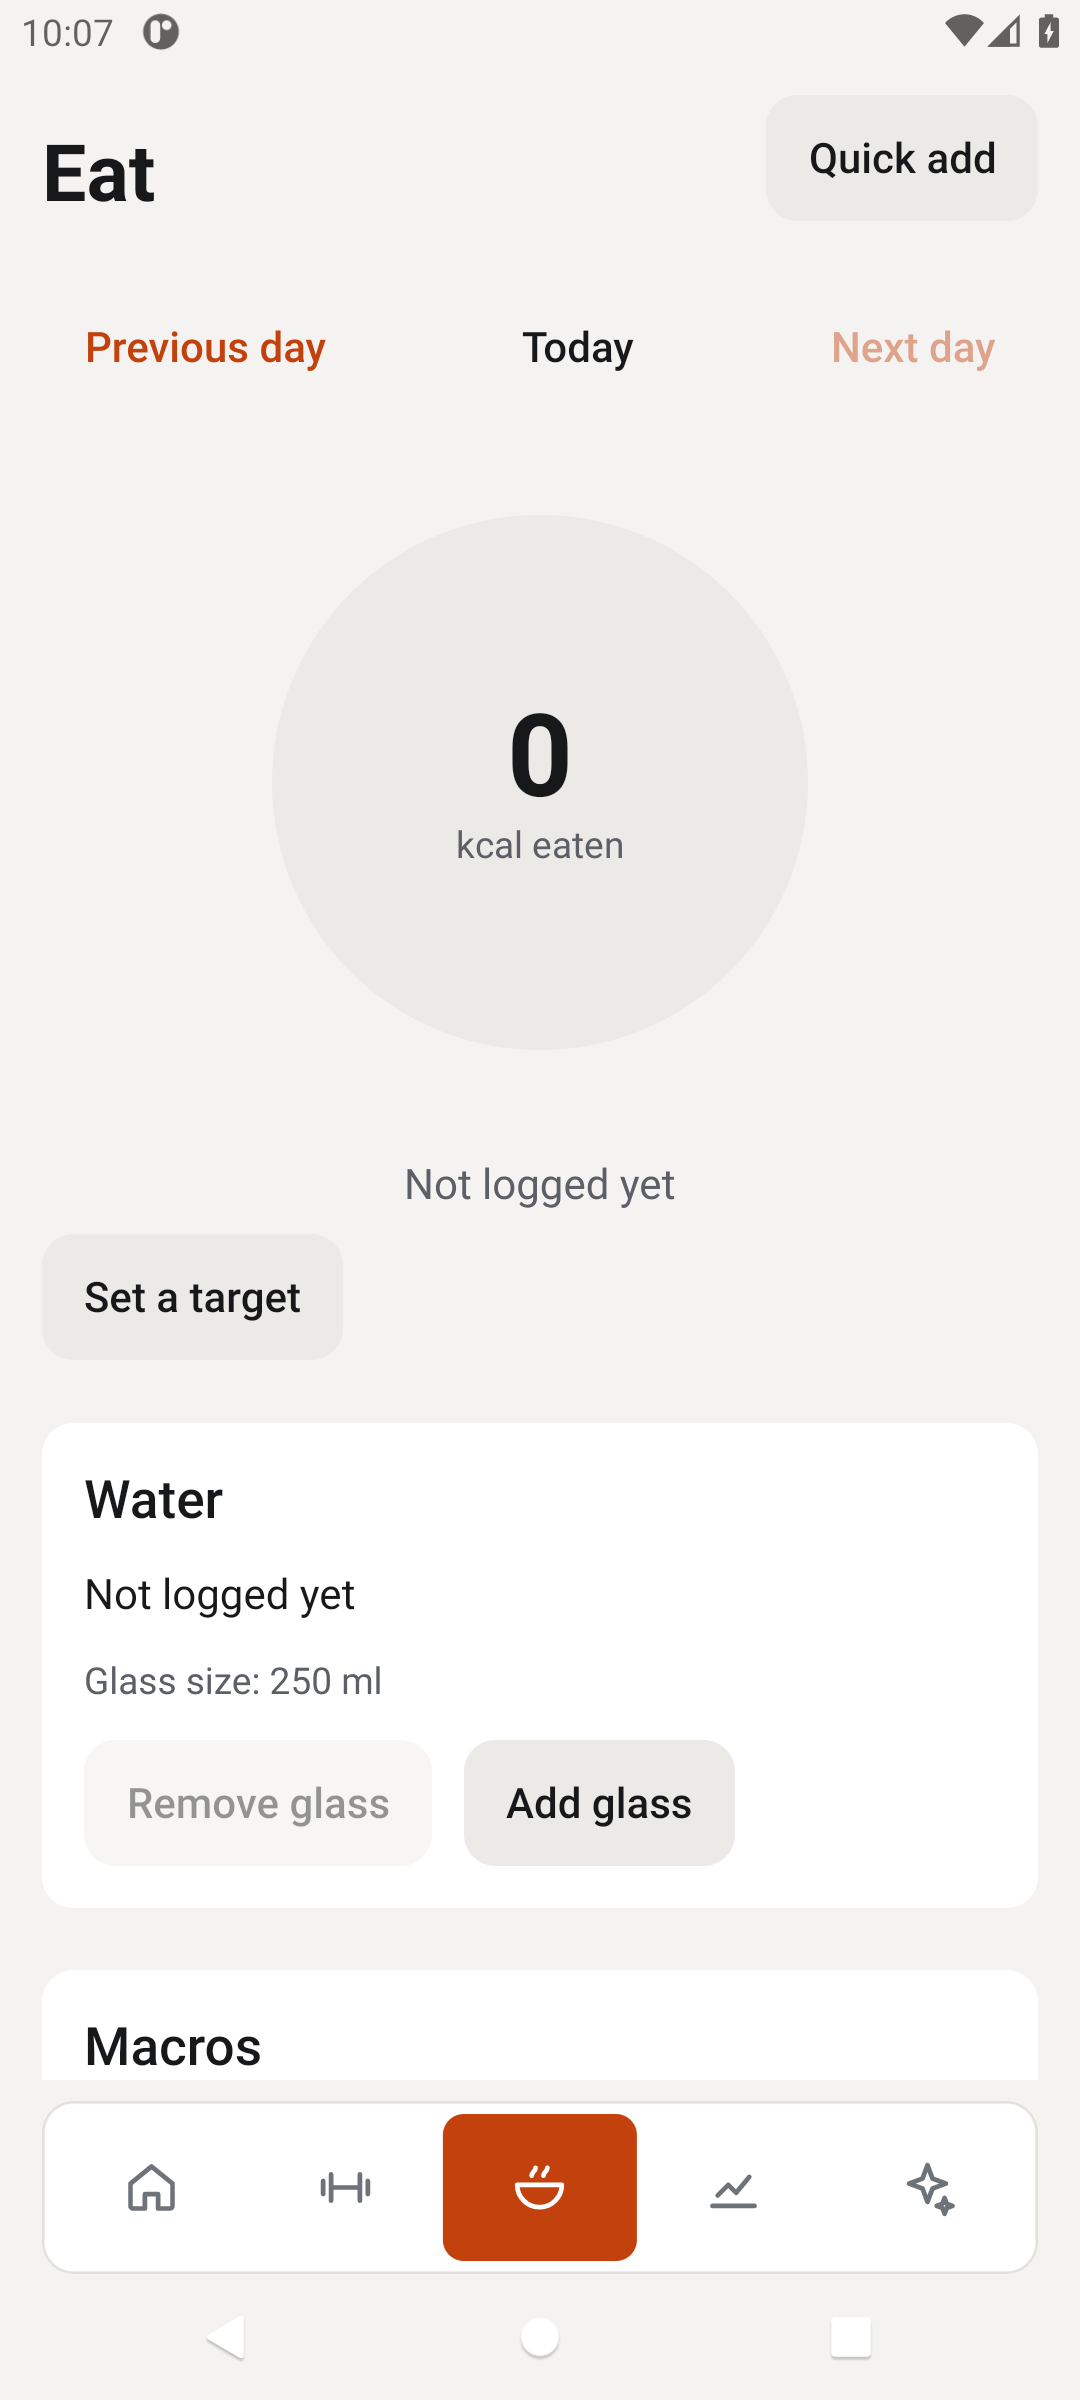 10:07
Eat
Quick add
Previous day
Today
Next day
0
kcal eaten
Not logged yet
Set a target
Water
Not logged yet
Glass size: 250 ml
Remove glass
Add glass
Macros